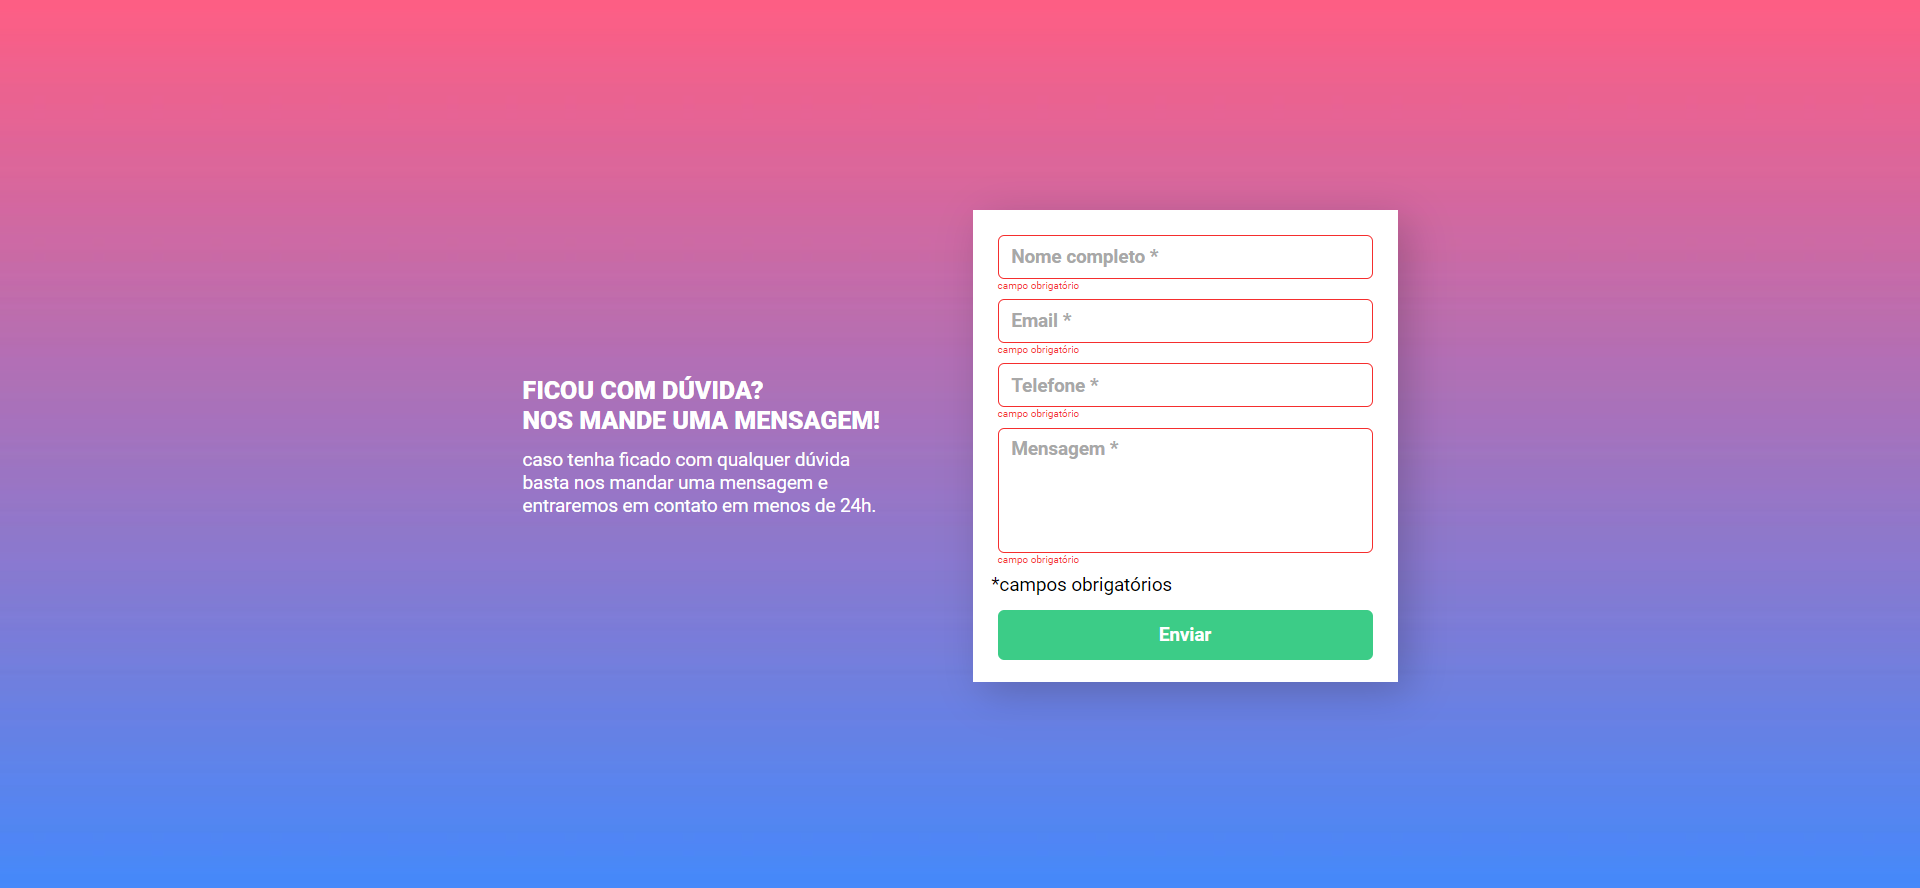 FICOU COM DÚVIDA?
NOS MANDE UMA MENSAGEM!
caso tenha ficado com qualquer dúvida
basta nos mandar uma mensagem e
entraremos em contato em menos de 24h.
Nome completo *
campo obrigatório
Email *
campo obrigatório
Telefone *
campo obrigatório
Mensagem *
campo obrigatório
*campos obrigatórios
Enviar